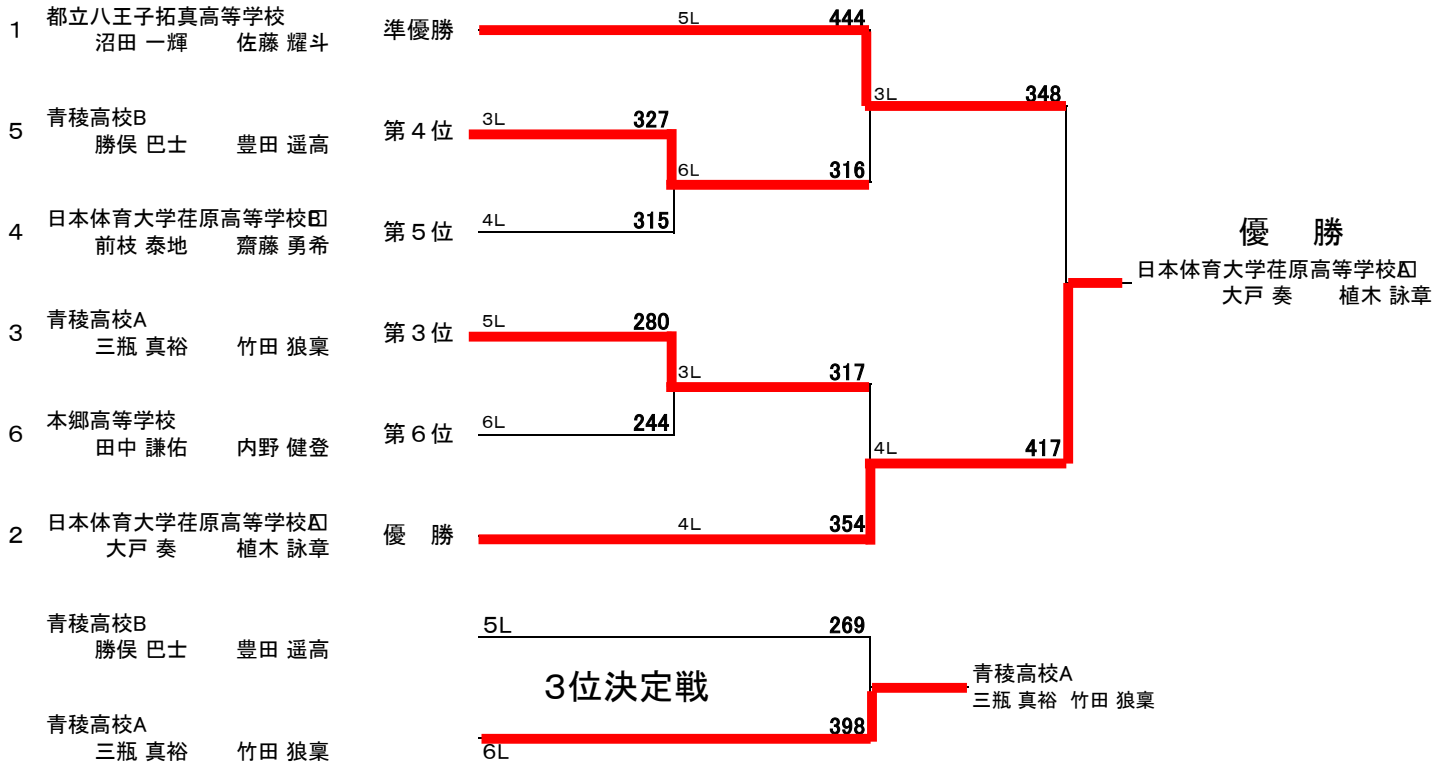 1 都立八王子拓真高等学校 準優勝 5L 444
沼田 一輝 佐藤 耀斗
3L 348
5 青稜高校B 第４位 3L 327
勝俣 巴士 豊田 遥高
6L 316
4 日本体育大学荏原高等学校B 第５位 4L 315
前枝 泰地 齋藤 勇希
優 勝
日本体育大学荏原高等学校A
大戸 奏 植木 詠章
3 青稜高校A 第３位 5L 280
三瓶 真裕 竹田 狼稟
3L 317
6 本郷高等学校 第６位 6L 244
田中 謙佑 内野 健登
4L 417
2 日本体育大学荏原高等学校A 優 勝 4L 354
大戸 奏 植木 詠章
青稜高校B 5L 269
勝俣 巴士 豊田 遥高
3位決定戦
青稜高校A
三瓶 真裕 竹田 狼稟
青稜高校A 6L 398
三瓶 真裕 竹田 狼稟